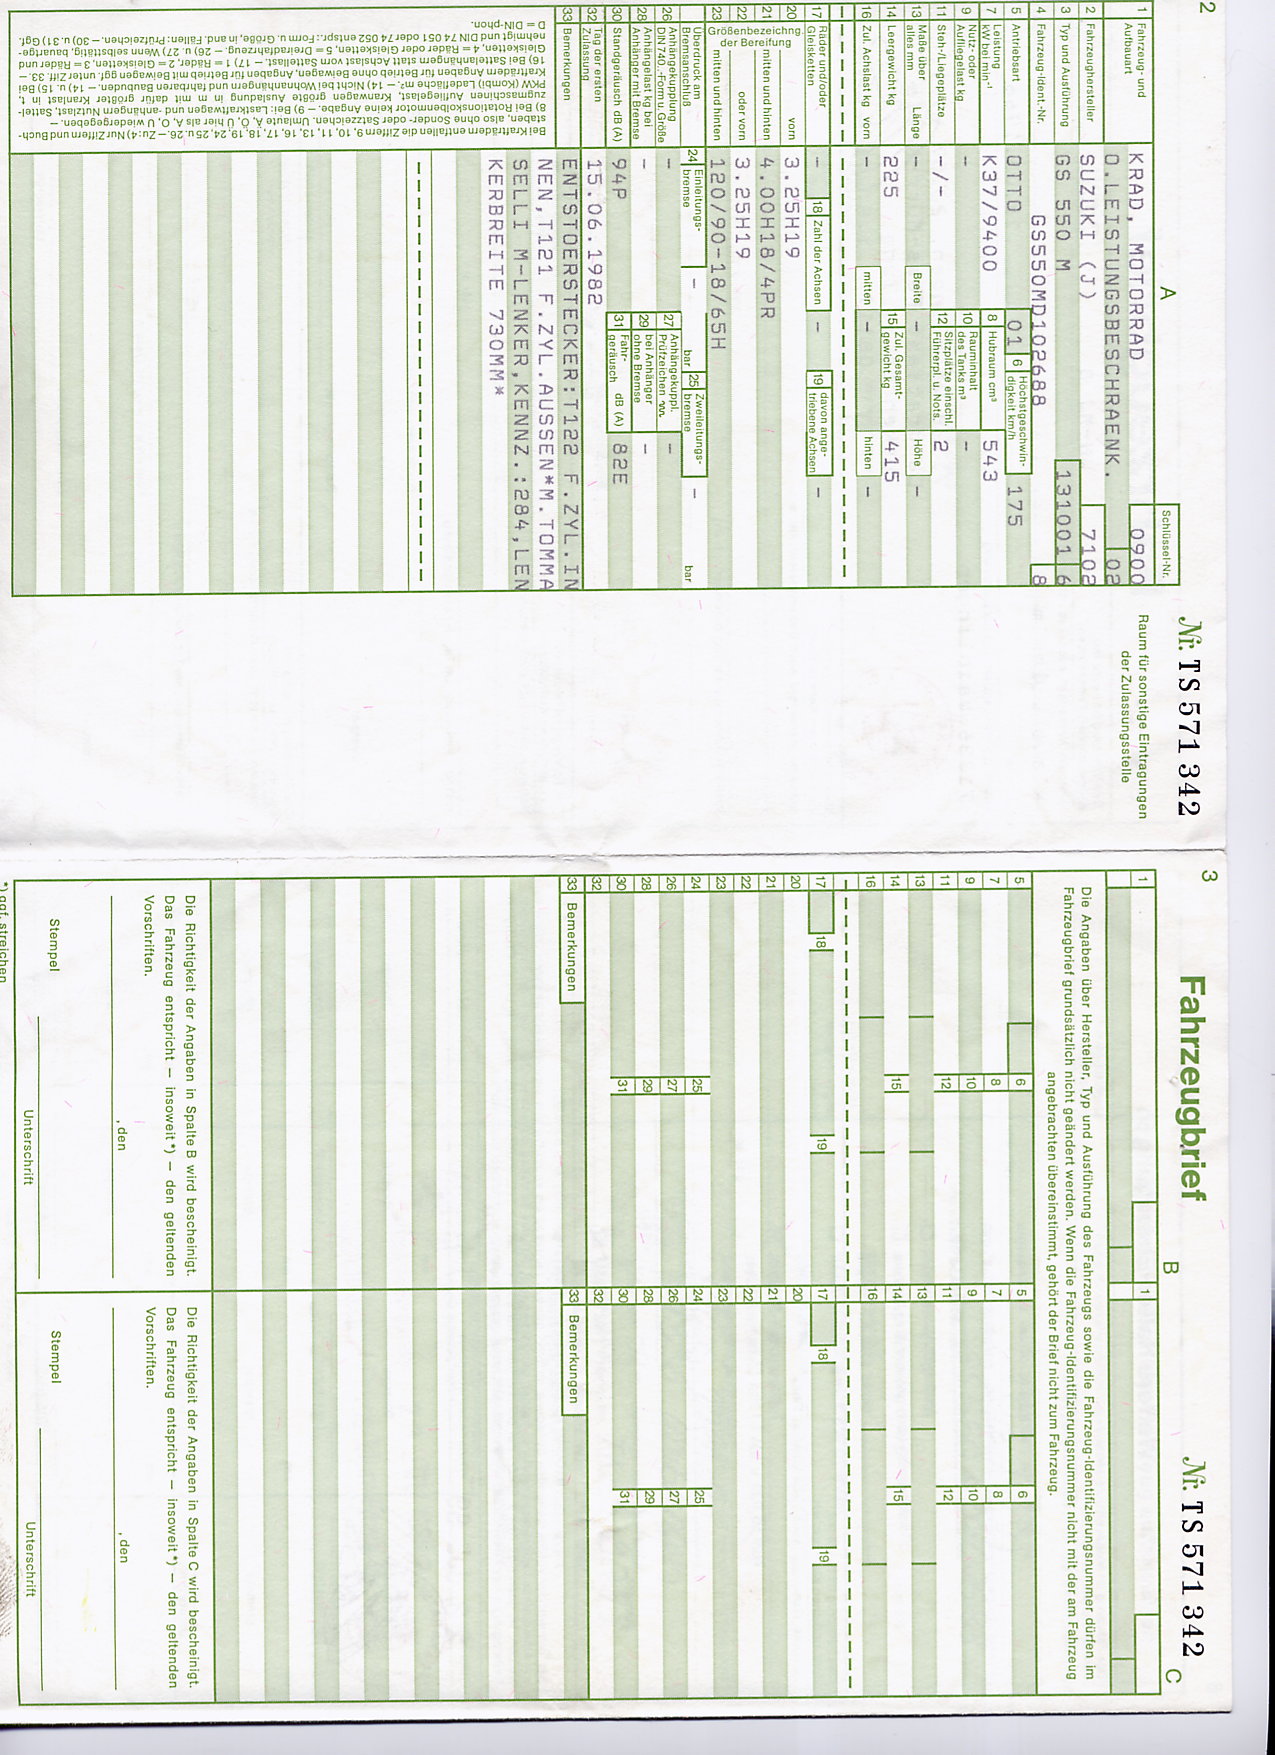 2
Nr. TS 571 342
A
Schlüssel-Nr.
Raum für sonstige Eintragungen
der Zulassungsstelle
1 Fahrzeug- und Aufbauart KRAD, MOTORRAD 0900
O.LEISTUNGSBESCHRAENK. 02
2 Fahrzeughersteller SUZUKI (J) 7102
3 Typ und Ausführung GS 550 M 131001 6
4 Fahrzeug-Ident.-Nr. GS550MD102688 8
5 Antriebsart OTTO 01 6 Höchstgeschwindigkeit km/h 175
7 Leistung kW bei min⁻¹ K37/9400 8 Hubraum cm³ 543
9 Nutz- oder Aufliegelast kg – 10 Rauminhalt des Tanks m³ –
11 Steh-/Liegeplätze -/- 12 Sitzplätze einschl. Führerpl. u. Nots. 2
13 Maße über alles mm Länge – Breite – Höhe –
14 Leergewicht kg 225 15 Zul. Gesamtgewicht kg 415
16 Zul. Achslast kg vorn – mitten – hinten –
17 Räder und/oder Gleisketten – 18 Zahl der Achsen – 19 davon angetriebene Achsen –
Größenbezeichng. der Bereifung
20 vorn 3.25H19
21 mitten und hinten 4.00H18/4PR
22 oder vorn 3.25H19
23 mitten und hinten 120/90-18/65H
Überdruck am Bremsanschluß 24 Einleitungsbremse – bar 25 Zweileitungsbremse – bar
26 Anhängekupplung DIN 740.-Form u. Größe – 27 Anhängekuppl. Prüfzeichen –
28 Anhängelast kg bei Anhänger mit Bremse – 29 bei Anhänger ohne Bremse –
30 Standgeräusch dB (A) 94P 31 Fahrgeräusch dB (A) 82E
32 Tag der ersten Zulassung 15.06.1982
33 Bemerkungen ENTSTOERSTECKER:T122 F.ZYL.IN
NEN,T121 F.ZYL.AUSSEN*M.TOMMA
SELLI M-LENKER,KENNZ.:284,LEN
KERBREITE 730MM*
Bei Krafträdern entfallen die Ziffern 9, 10, 11, 13, 16, 17, 18, 19, 24, 25 u. 26. – Zu: 4) Nur Ziffern und Buch-
staben, also ohne Sonder- oder Satzzeichen. Umlaute Ä, Ö, Ü hier als A, O, U wiedergegeben. –
8) Bei Rotationskolbenmotor keine Angabe. – 9) Bei: Lastkraftwagen und -anhängern Nutzlast, Sattel-
zugmaschinen Aufliegelast, Kranwagen größte Ausladung in m mit dafür größter Kranlast in t,
PKW (Kombi) Ladefläche m². – 14) Nicht bei Wohnanhängern und fahrbaren Baubuden. – 14) u. 15) Bei
Krafträdern Angaben für Betrieb ohne Beiwagen, Angaben für Betrieb mit Beiwagen ggf. unter Ziff. 33. –
16) Bei Sattelanhängern statt Achslast vorn Sattellast. – 17) 1 = Räder, 2 = Gleisketten, 3 = Räder und
Gleisketten, 4 = Räder oder Gleisketten, 5 = Dreiradfahrzeug. – 26) u. 27) Wenn selbsttätig, bauartge-
nehmigt und DIN 74 051 oder 74 052 entspr.: Form u. Größe, in and. Fällen: Prüfzeichen. – 30) u. 31) Ggf.
D = DIN-phon.
3
Fahrzeugbrief
Nr. TS 571 342
B
C
Die Angaben über Hersteller, Typ und Ausführung des Fahrzeugs sowie die Fahrzeug-Identifizierungsnummer dürfen im
Fahrzeugbrief grundsätzlich nicht geändert werden. Wenn die Fahrzeug-Identifizierungsnummer nicht mit der am Fahrzeug
angebrachten übereinstimmt, gehört der Brief nicht zum Fahrzeug.
1 1
5 6 5 6
7 8 7 8
9 10 9 10
11 12 11 12
13 13
14 15 14 15
16 16
17 18 19 17 18 19
20 20
21 21
22 22
23 23
24 25 24 25
26 27 26 27
28 29 28 29
30 31 30 31
32 32
33 Bemerkungen 33 Bemerkungen
Die Richtigkeit der Angaben in Spalte B wird bescheinigt.
Das Fahrzeug entspricht – insoweit*) – den geltenden
Vorschriften.
, den
Stempel
Unterschrift
Die Richtigkeit der Angaben in Spalte C wird bescheinigt.
Das Fahrzeug entspricht – insoweit*) – den geltenden
Vorschriften.
, den
Stempel
Unterschrift
*) ggf. streichen